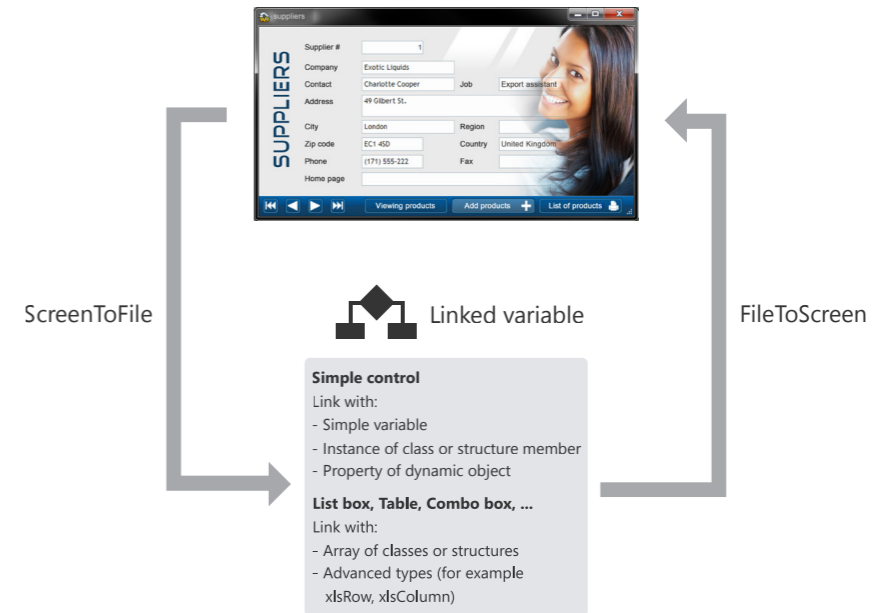 suppliers
SUPPLIERS
Supplier # 1
Company Exotic Liquids
Contact Charlotte Cooper Job Export assistant
Address 49 Gilbert St.
City London Region
Zip code EC1 4SD Country United Kingdom
Phone (171) 555-222 Fax
Home page
Viewing products Add products List of products
ScreenToFile
Linked variable
FileToScreen
Simple control
Link with:
- Simple variable
- Instance of class or structure member
- Property of dynamic object
List box, Table, Combo box, ...
Link with:
- Array of classes or structures
- Advanced types (for example
xlsRow, xlsColumn)